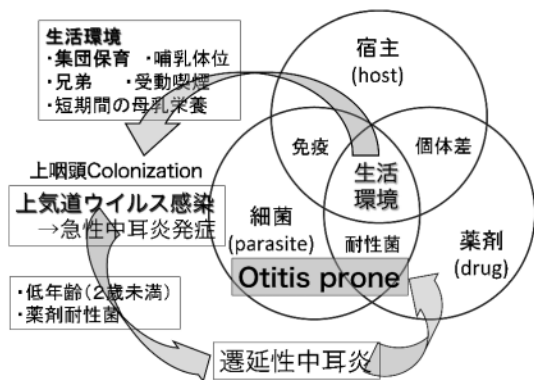 生活環境
・集団保育 ・哺乳体位
・兄弟 ・受動喫煙
・短期間の母乳栄養
上咽頭Colonization
上気道ウイルス感染
→急性中耳炎発症
・低年齢(2歳未満)
・薬剤耐性菌
遷延性中耳炎
宿主
(host)
免疫
個体差
生活
環境
細菌
(parasite)
耐性菌
薬剤
(drug)
Otitis prone